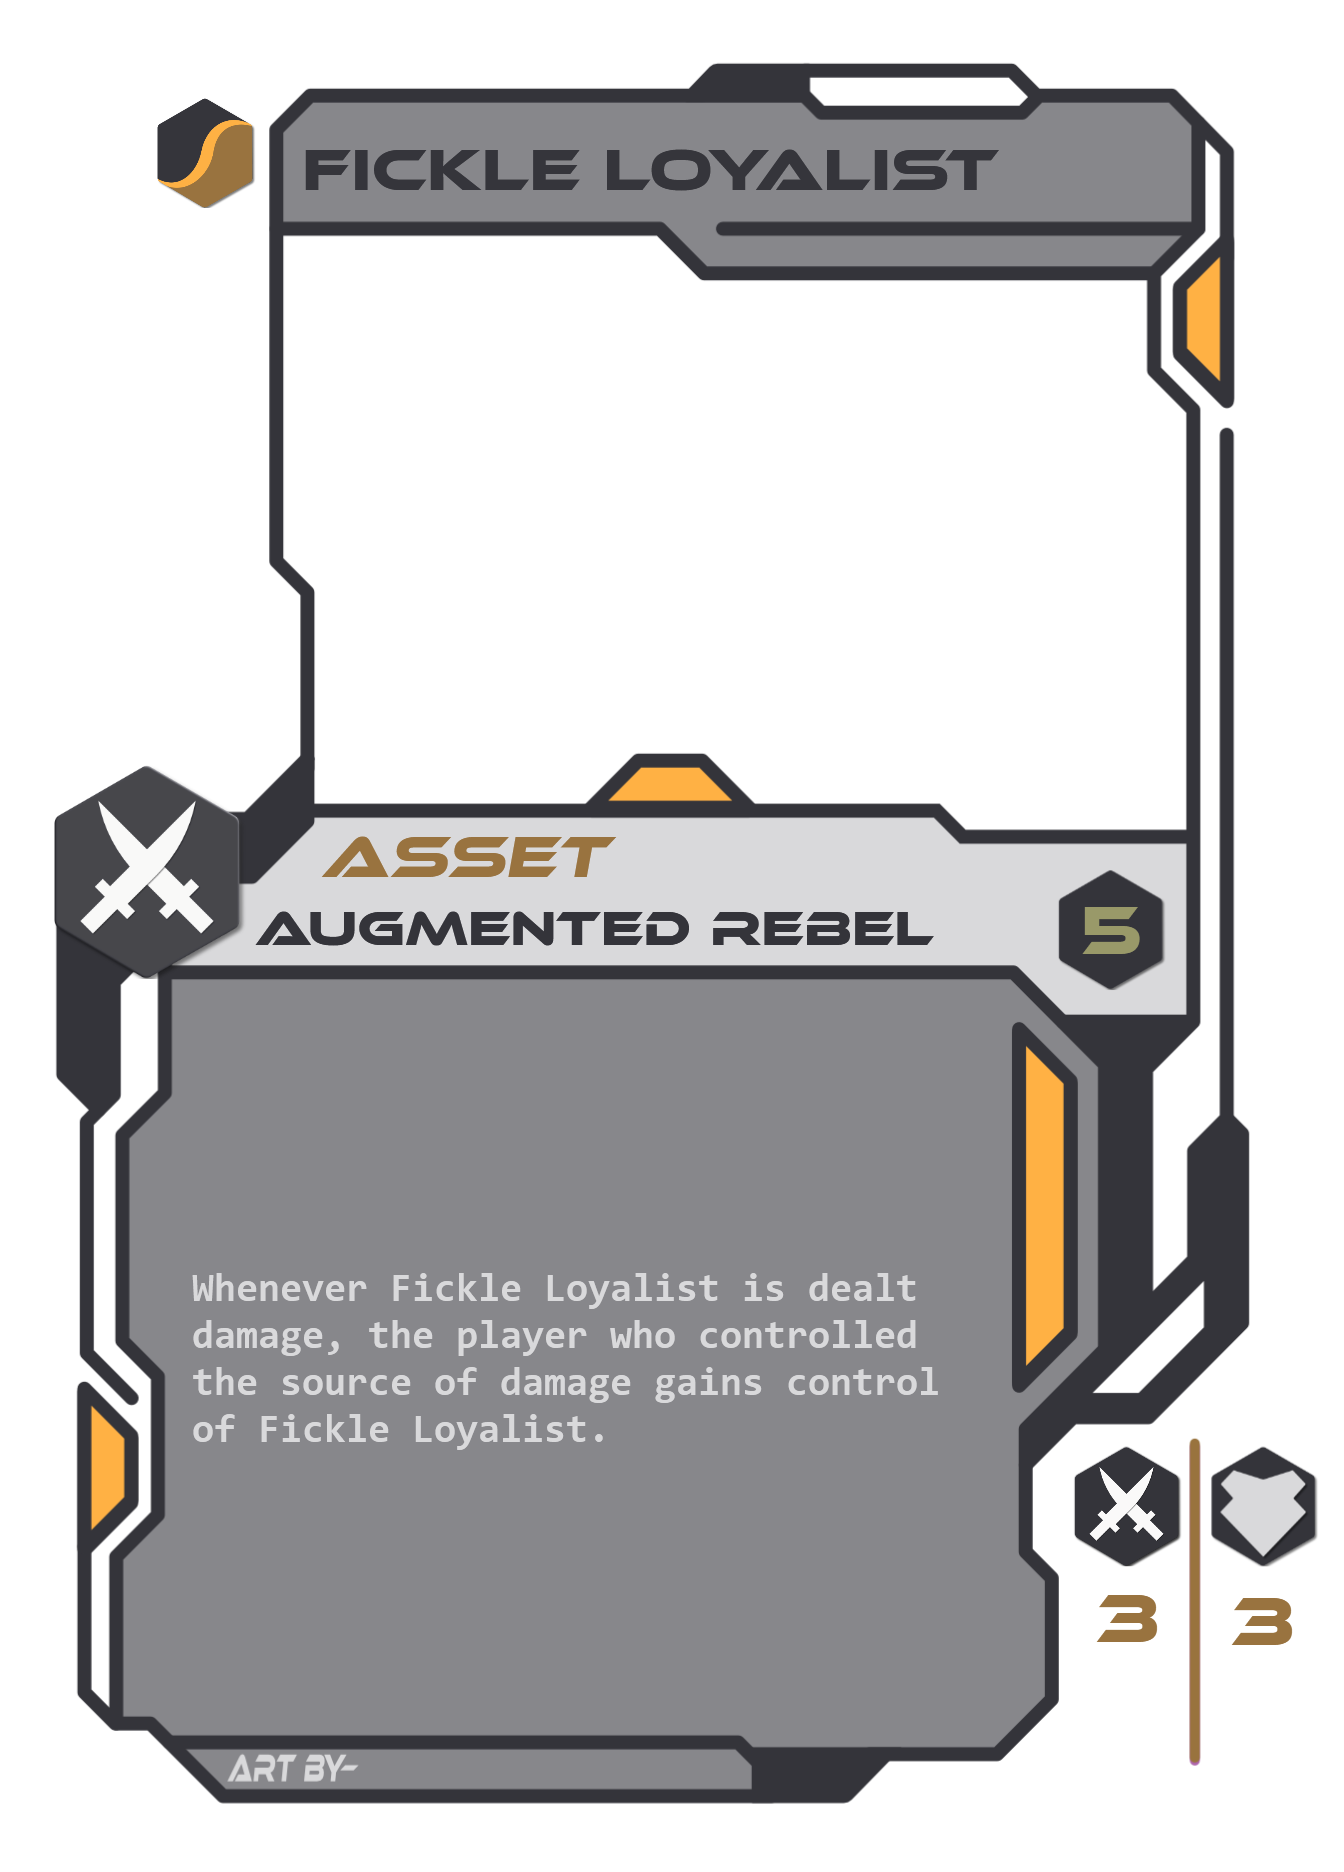 FICKLE LOYALIST
ASSET
AUGMENTED REBEL
5
Whenever Fickle Loyalist is dealt
damage, the player who controlled
the source of damage gains control
of Fickle Loyalist.
3
3
ART BY-